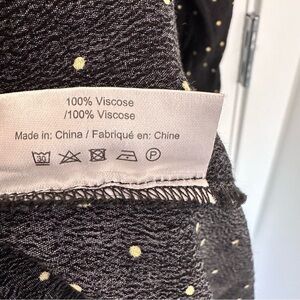 100% Viscose
/100% Viscose
Made in: China / Fabriqué en: Chine